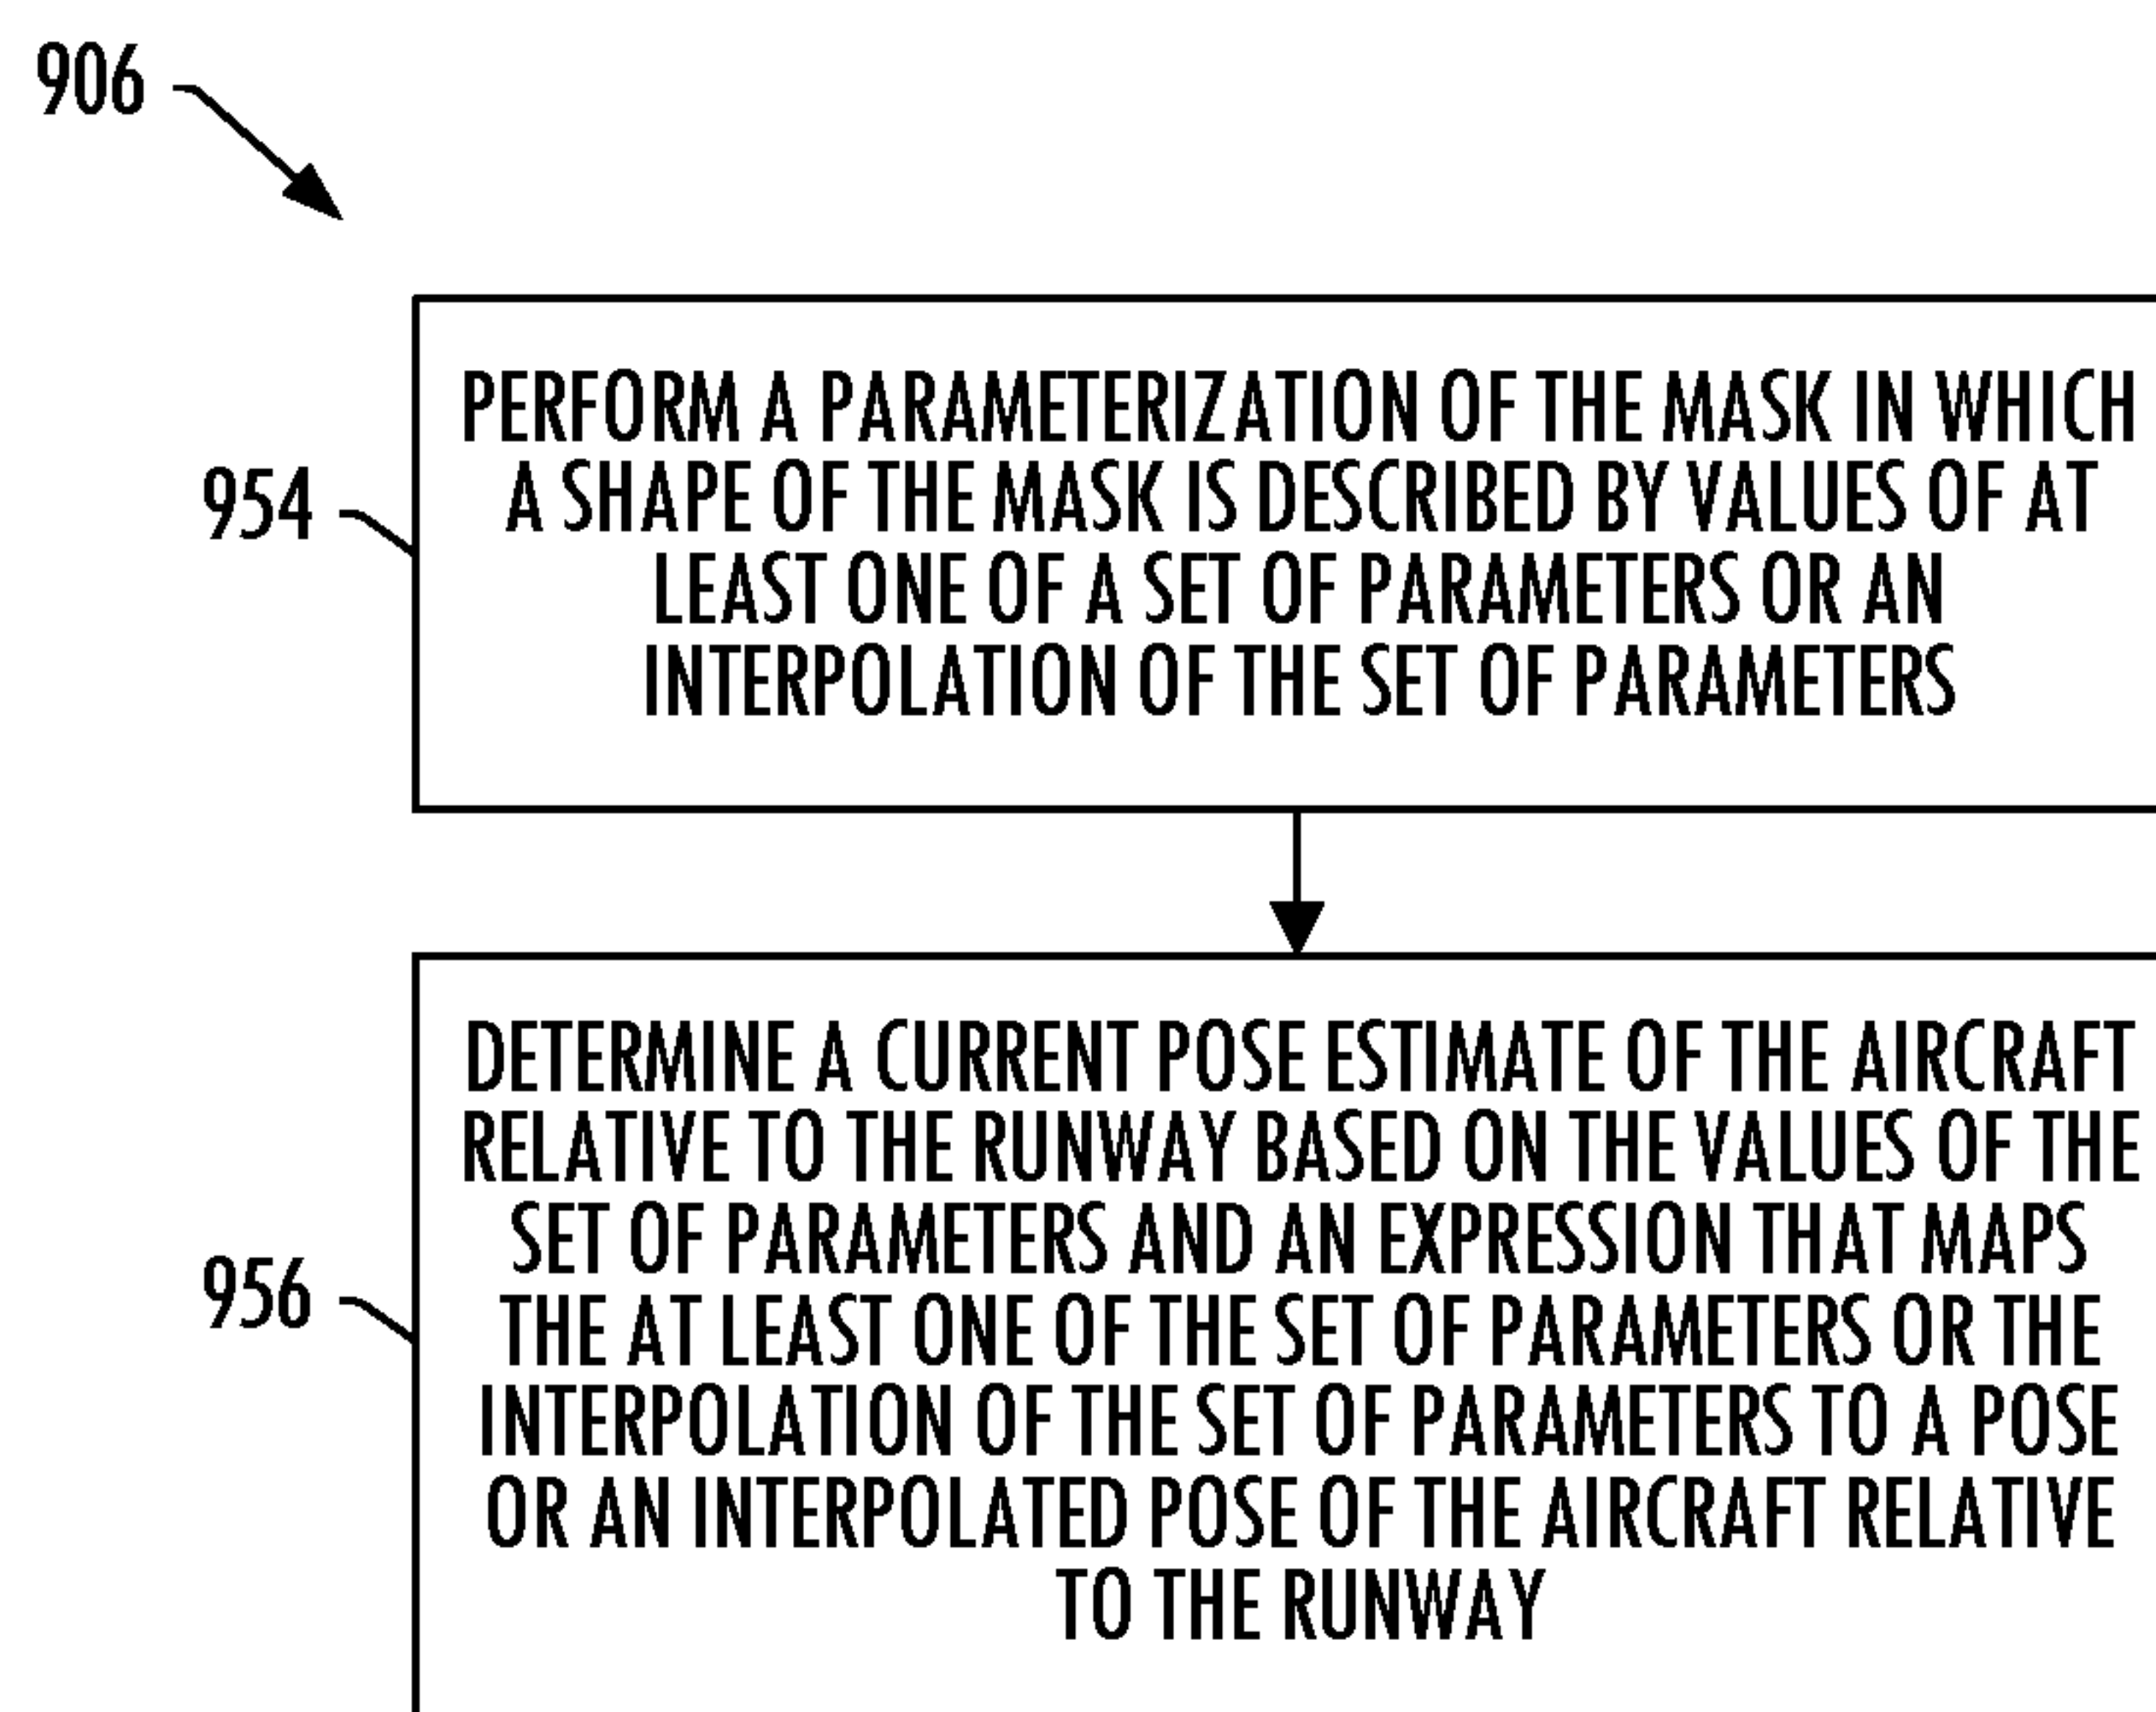 906
954
PERFORM A PARAMETERIZATION OF THE MASK IN WHICH
A SHAPE OF THE MASK IS DESCRIBED BY VALUES OF AT
LEAST ONE OF A SET OF PARAMETERS OR AN
INTERPOLATION OF THE SET OF PARAMETERS
956
DETERMINE A CURRENT POSE ESTIMATE OF THE AIRCRAFT
RELATIVE TO THE RUNWAY BASED ON THE VALUES OF THE
SET OF PARAMETERS AND AN EXPRESSION THAT MAPS
THE AT LEAST ONE OF THE SET OF PARAMETERS OR THE
INTERPOLATION OF THE SET OF PARAMETERS TO A POSE
OR AN INTERPOLATED POSE OF THE AIRCRAFT RELATIVE
TO THE RUNWAY